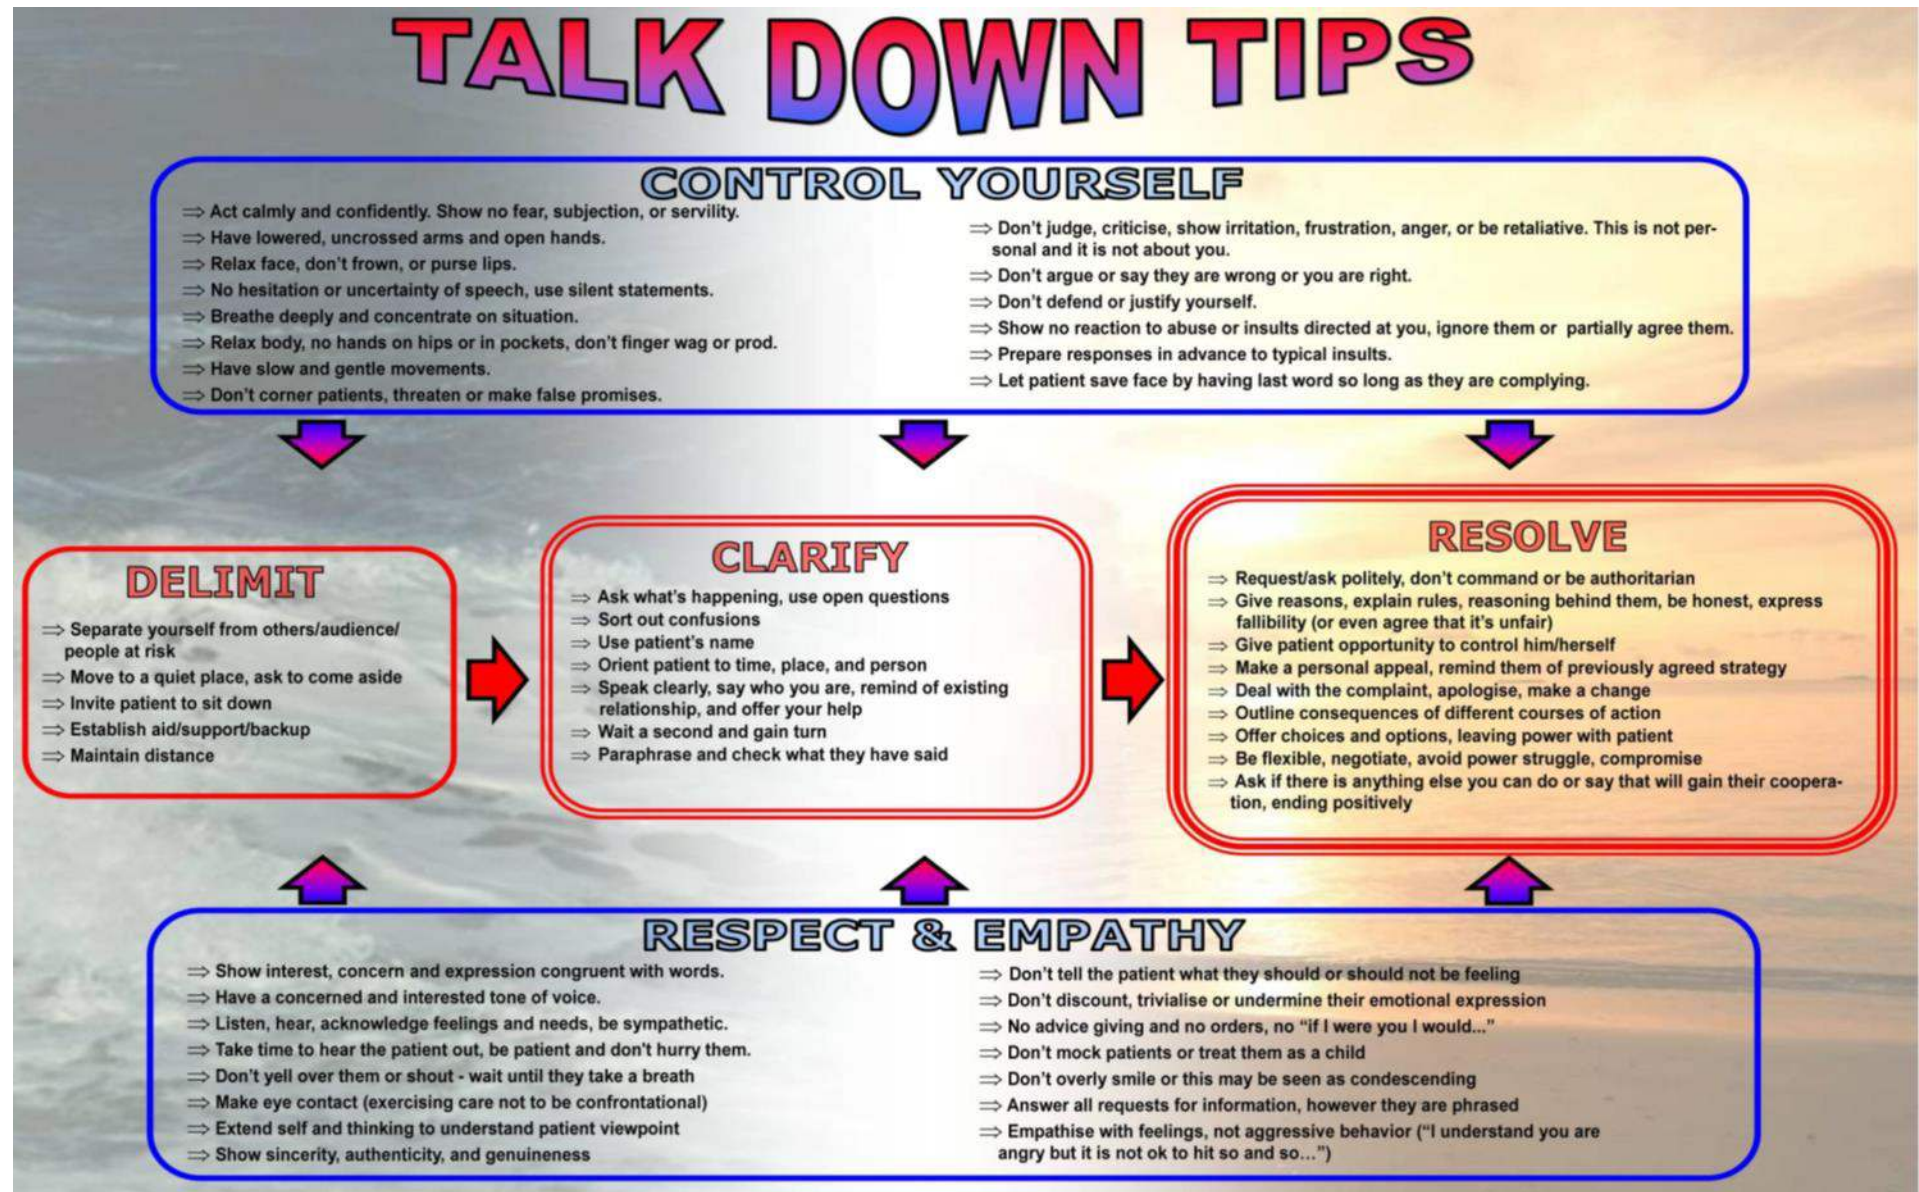 TALK DOWN TIPS
CONTROL YOURSELF
⇒ Act calmly and confidently. Show no fear, subjection, or servility.
⇒ Have lowered, uncrossed arms and open hands.
⇒ Relax face, don't frown, or purse lips.
⇒ No hesitation or uncertainty of speech, use silent statements.
⇒ Breathe deeply and concentrate on situation.
⇒ Relax body, no hands on hips or in pockets, don't finger wag or prod.
⇒ Have slow and gentle movements.
⇒ Don't corner patients, threaten or make false promises.
⇒ Don't judge, criticise, show irritation, frustration, anger, or be retaliative. This is not per-
sonal and it is not about you.
⇒ Don't argue or say they are wrong or you are right.
⇒ Don't defend or justify yourself.
⇒ Show no reaction to abuse or insults directed at you, ignore them or partially agree them.
⇒ Prepare responses in advance to typical insults.
⇒ Let patient save face by having last word so long as they are complying.
DELIMIT
⇒ Separate yourself from others/audience/
people at risk
⇒ Move to a quiet place, ask to come aside
⇒ Invite patient to sit down
⇒ Establish aid/support/backup
⇒ Maintain distance
CLARIFY
⇒ Ask what's happening, use open questions
⇒ Sort out confusions
⇒ Use patient's name
⇒ Orient patient to time, place, and person
⇒ Speak clearly, say who you are, remind of existing
relationship, and offer your help
⇒ Wait a second and gain turn
⇒ Paraphrase and check what they have said
RESOLVE
⇒ Request/ask politely, don't command or be authoritarian
⇒ Give reasons, explain rules, reasoning behind them, be honest, express
fallibility (or even agree that it's unfair)
⇒ Give patient opportunity to control him/herself
⇒ Make a personal appeal, remind them of previously agreed strategy
⇒ Deal with the complaint, apologise, make a change
⇒ Outline consequences of different courses of action
⇒ Offer choices and options, leaving power with patient
⇒ Be flexible, negotiate, avoid power struggle, compromise
⇒ Ask if there is anything else you can do or say that will gain their coopera-
tion, ending positively
RESPECT & EMPATHY
⇒ Show interest, concern and expression congruent with words.
⇒ Have a concerned and interested tone of voice.
⇒ Listen, hear, acknowledge feelings and needs, be sympathetic.
⇒ Take time to hear the patient out, be patient and don't hurry them.
⇒ Don't yell over them or shout - wait until they take a breath
⇒ Make eye contact (exercising care not to be confrontational)
⇒ Extend self and thinking to understand patient viewpoint
⇒ Show sincerity, authenticity, and genuineness
⇒ Don't tell the patient what they should or should not be feeling
⇒ Don't discount, trivialise or undermine their emotional expression
⇒ No advice giving and no orders, no "if I were you I would..."
⇒ Don't mock patients or treat them as a child
⇒ Don't overly smile or this may be seen as condescending
⇒ Answer all requests for information, however they are phrased
⇒ Empathise with feelings, not aggressive behavior ("I understand you are
angry but it is not ok to hit so and so...")